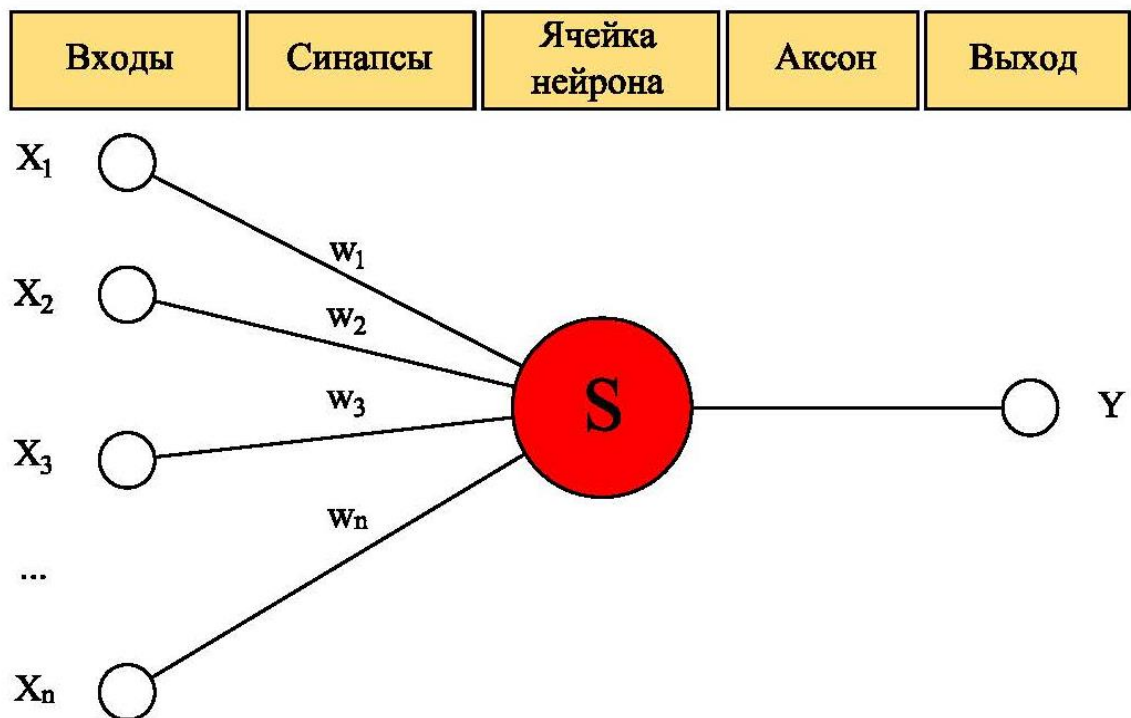 Входы
Синапсы
Ячейка
нейрона
Аксон
Выход
X₁
w₁
X₂
w₂
X₃
w₃
S
Y
wₙ
...
Xₙ